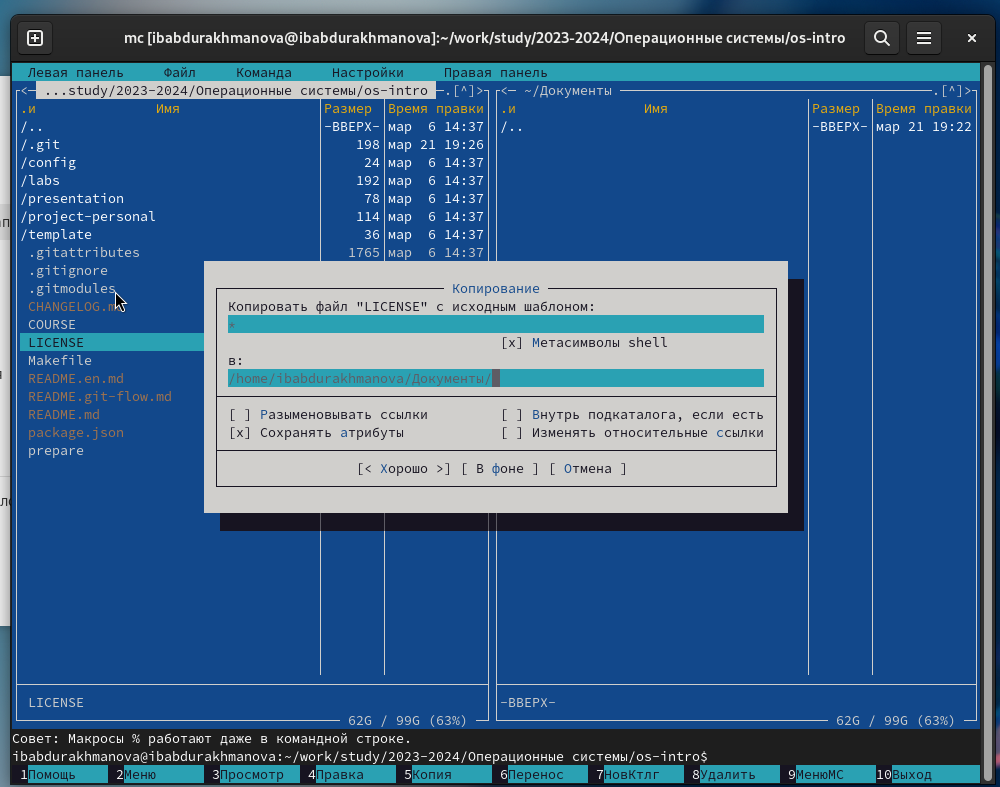 mc [ibabdurakhmanova@ibabdurakhmanova]:~/work/study/2023-2024/Операционные системы/os-intro
Левая панель Файл Команда Настройки Правая панель
<─ ...study/2023-2024/Операционные системы/os-intro ─.[^]>
.и Имя Размер Время правки
/.. -ВВЕРХ- мар 6 14:37
/.git 198 мар 21 19:26
/config 24 мар 6 14:37
/labs 192 мар 6 14:37
/presentation 78 мар 6 14:37
/project-personal 114 мар 6 14:37
/template 36 мар 6 14:37
.gitattributes 1765 мар 6 14:37
.gitignore
.gitmodules
CHANGELOG.m
COURSE
LICENSE
Makefile
README.en.md
README.git-flow.md
README.md
package.json
prepare
LICENSE
62G / 99G (63%)
<─ ~/Документы ─.[^]>
.и Имя Размер Время правки
/.. -ВВЕРХ- мар 21 19:22
-ВВЕРХ-
62G / 99G (63%)
Копирование
Копировать файл "LICENSE" с исходным шаблоном:
*
[x] Метасимволы shell
в:
/home/ibabdurakhmanova/Документы/
[ ] Разыменовывать ссылки [ ] Внутрь подкаталога, если есть
[x] Сохранять атрибуты [ ] Изменять относительные ссылки
[< Хорошо >] [ В фоне ] [ Отмена ]
Совет: Макросы % работают даже в командной строке.
ibabdurakhmanova@ibabdurakhmanova:~/work/study/2023-2024/Операционные системы/os-intro$
1Помощь 2Меню 3Просмотр 4Правка 5Копия 6Перенос 7НовКтлг 8Удалить 9МенюМС 10Выход